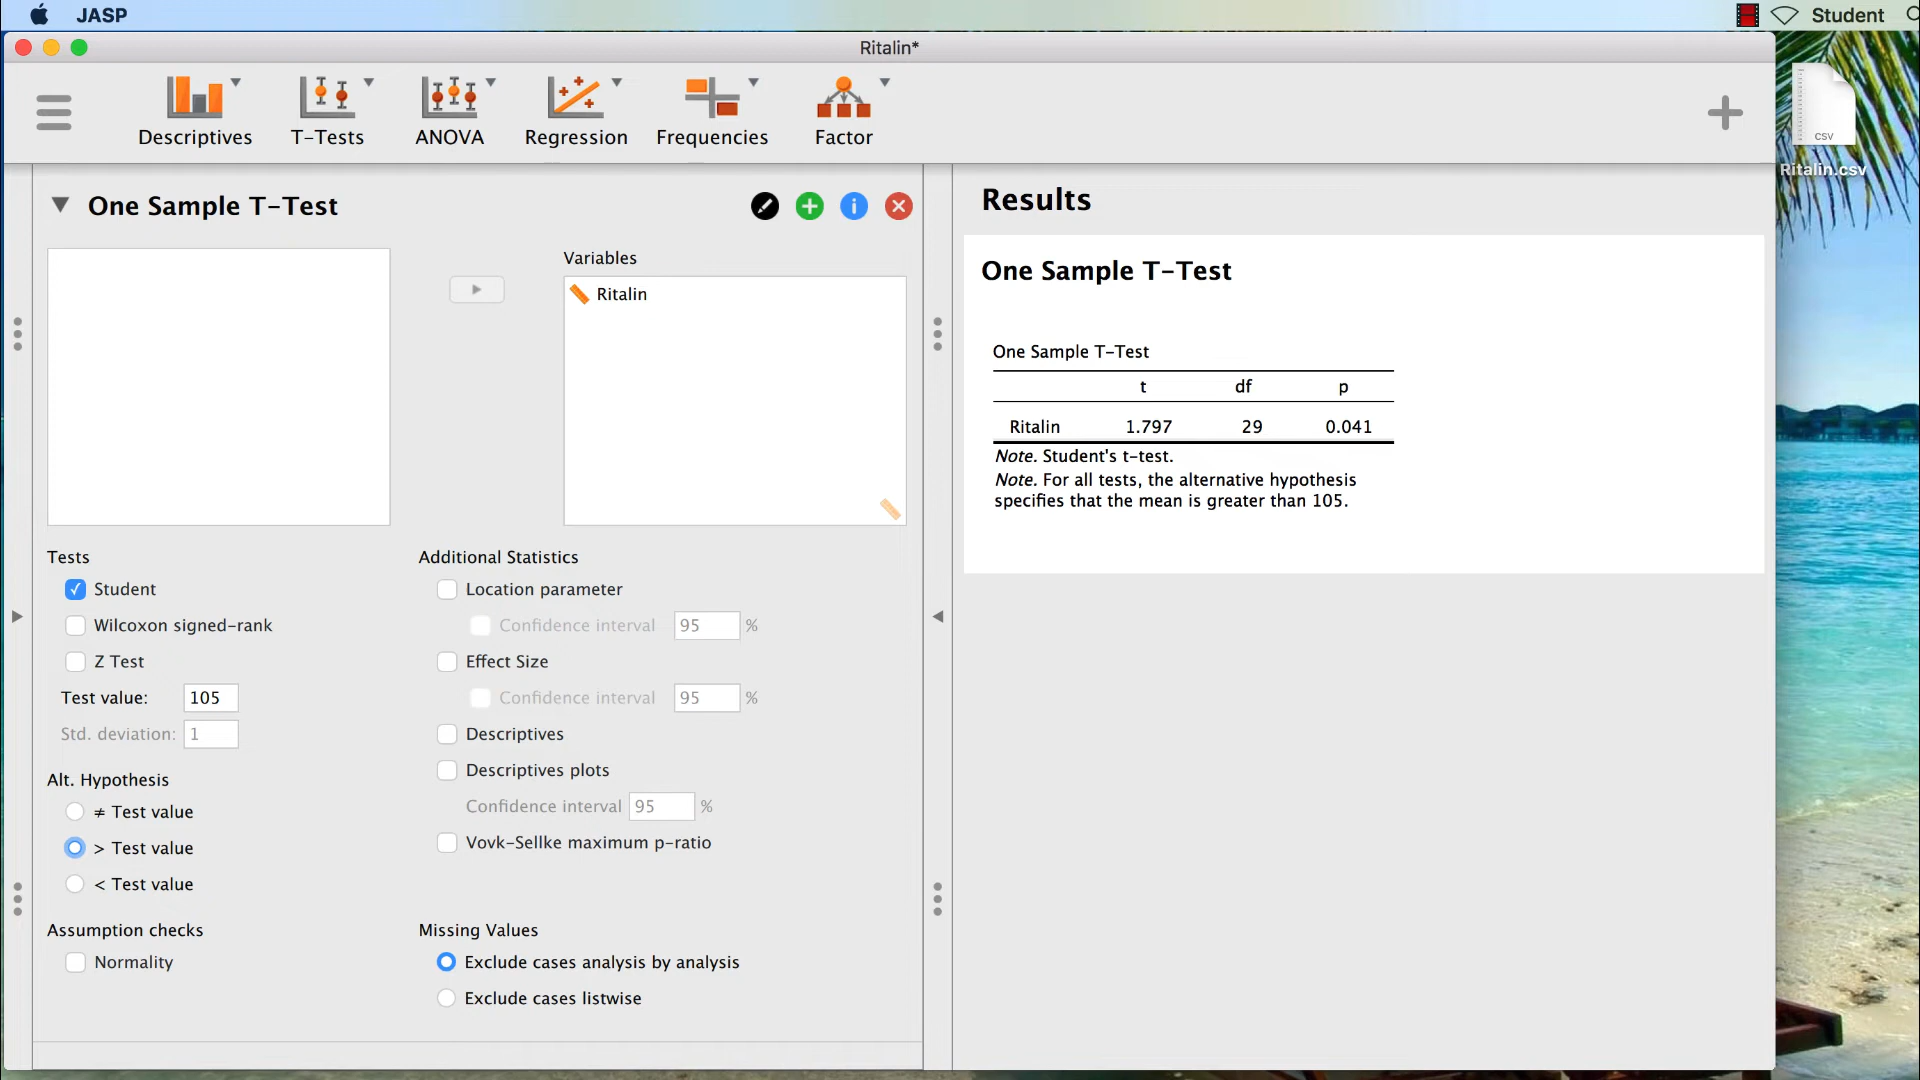 JASP
Student
Ritalin*
Descriptives
T-Tests
ANOVA
Regression
Frequencies
Factor
csv
Ritalin.csv
One Sample T-Test
Variables
Ritalin
Tests
Student
Wilcoxon signed-rank
Z Test
Test value: 105
Std. deviation: 1
Alt. Hypothesis
≠ Test value
> Test value
< Test value
Assumption checks
Normality
Additional Statistics
Location parameter
Confidence interval 95 %
Effect Size
Confidence interval 95 %
Descriptives
Descriptives plots
Confidence interval 95 %
Vovk-Sellke maximum p-ratio
Missing Values
Exclude cases analysis by analysis
Exclude cases listwise
Results
One Sample T-Test
One Sample T-Test
t df p
Ritalin 1.797 29 0.041
Note. Student's t-test.
Note. For all tests, the alternative hypothesis
specifies that the mean is greater than 105.